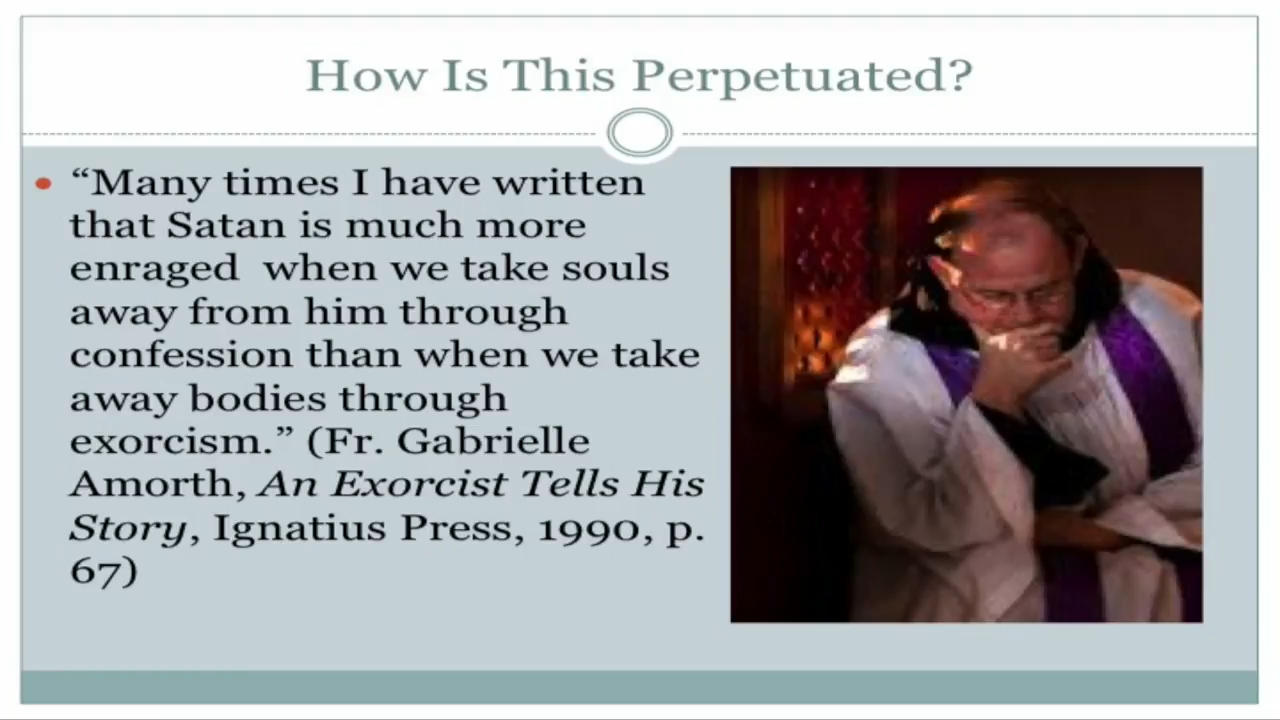 How Is This Perpetuated?
“Many times I have written
that Satan is much more
enraged  when we take souls
away from him through
confession than when we take
away bodies through
exorcism.” (Fr. Gabrielle
Amorth, An Exorcist Tells His
Story, Ignatius Press, 1990, p.
67)